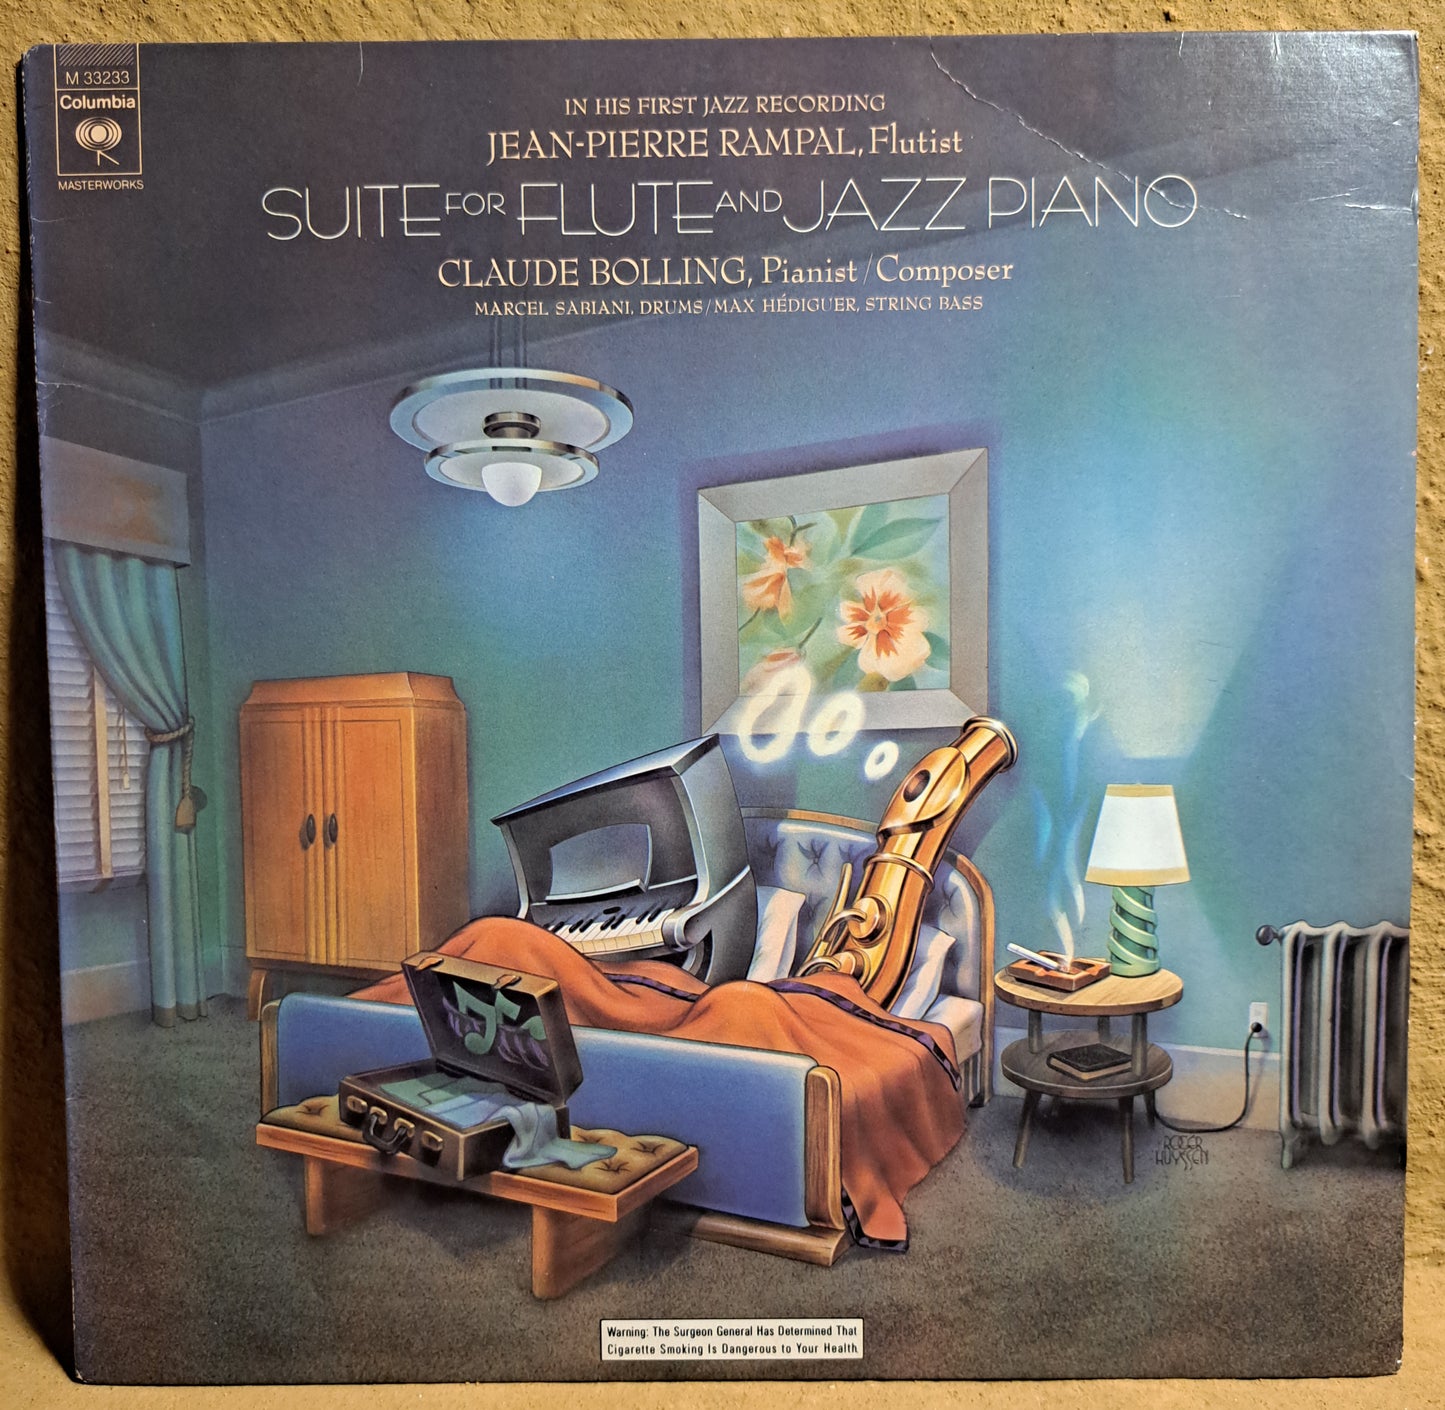 M 33233
Columbia
MASTERWORKS
IN HIS FIRST JAZZ RECORDING
JEAN-PIERRE RAMPAL, Flutist
SUITE FOR FLUTE AND JAZZ PIANO
CLAUDE BOLLING, Pianist/Composer
MARCEL SABIANI, DRUMS/MAX HÉDIGUER, STRING BASS
ROGER
HUYSSEN
Warning: The Surgeon General Has Determined That
Cigarette Smoking Is Dangerous to Your Health.